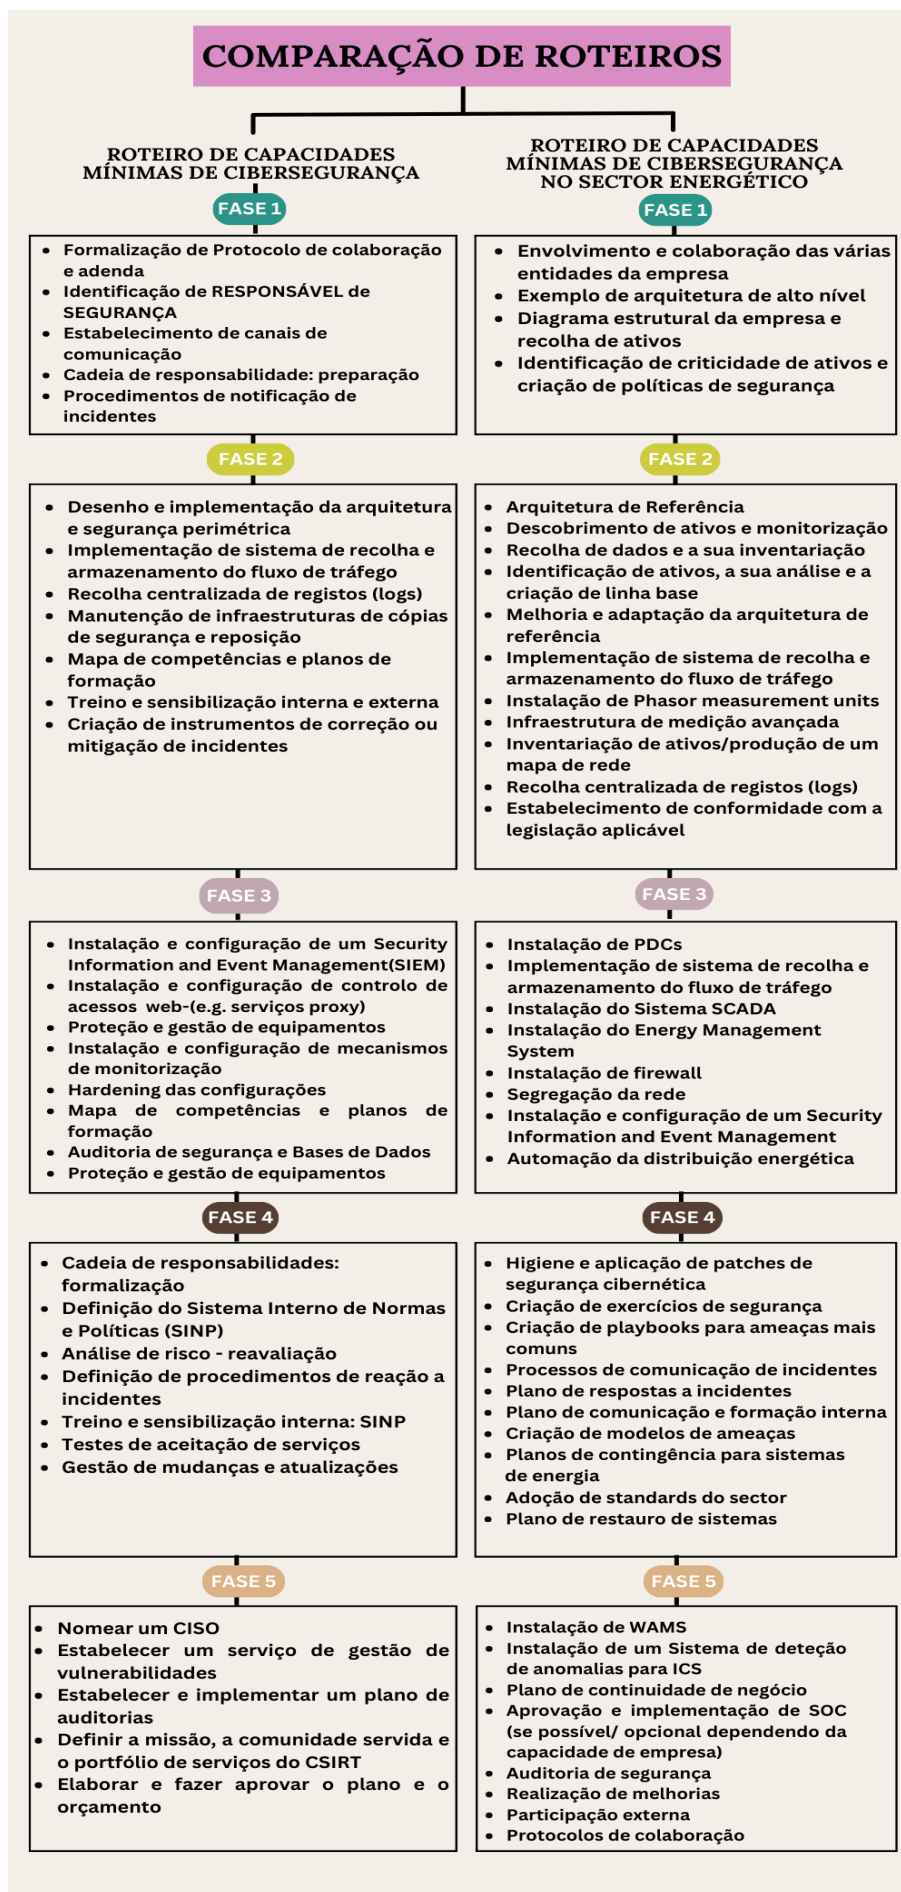 COMPARAÇÃO DE ROTEIROS
ROTEIRO DE CAPACIDADES
MÍNIMAS DE CIBERSEGURANÇA
FASE 1
• Formalização de Protocolo de colaboração
e adenda
• Identificação de RESPONSÁVEL de
SEGURANÇA
• Estabelecimento de canais de
comunicação
• Cadeia de responsabilidade: preparação
• Procedimentos de notificação de
incidentes
FASE 2
• Desenho e implementação da arquitetura
e segurança perimétrica
• Implementação de sistema de recolha e
armazenamento do fluxo de tráfego
• Recolha centralizada de registos (logs)
• Manutenção de infraestruturas de cópias
de segurança e reposição
• Mapa de competências e planos de
formação
• Treino e sensibilização interna e externa
• Criação de instrumentos de correção ou
mitigação de incidentes
FASE 3
• Instalação e configuração de um Security
Information and Event Management(SIEM)
• Instalação e configuração de controlo de
acessos web-(e.g. serviços proxy)
• Proteção e gestão de equipamentos
• Instalação e configuração de mecanismos
de monitorização
• Hardening das configurações
• Mapa de competências e planos de
formação
• Auditoria de segurança e Bases de Dados
• Proteção e gestão de equipamentos
FASE 4
• Cadeia de responsabilidades:
formalização
• Definição do Sistema Interno de Normas
e Políticas (SINP)
• Análise de risco - reavaliação
• Definição de procedimentos de reação a
incidentes
• Treino e sensibilização interna: SINP
• Testes de aceitação de serviços
• Gestão de mudanças e atualizações
FASE 5
• Nomear um CISO
• Estabelecer um serviço de gestão de
vulnerabilidades
• Estabelecer e implementar um plano de
auditorias
• Definir a missão, a comunidade servida e
o portfólio de serviços do CSIRT
• Elaborar e fazer aprovar o plano e o
orçamento
ROTEIRO DE CAPACIDADES
MÍNIMAS DE CIBERSEGURANÇA
NO SECTOR ENERGÉTICO
FASE 1
• Envolvimento e colaboração das várias
entidades da empresa
• Exemplo de arquitetura de alto nível
• Diagrama estrutural da empresa e
recolha de ativos
• Identificação de criticidade de ativos e
criação de políticas de segurança
FASE 2
• Arquitetura de Referência
• Descobrimento de ativos e monitorização
• Recolha de dados e a sua inventariação
• Identificação de ativos, a sua análise e a
criação de linha base
• Melhoria e adaptação da arquitetura de
referência
• Implementação de sistema de recolha e
armazenamento do fluxo de tráfego
• Instalação de Phasor measurement units
• Infraestrutura de medição avançada
• Inventariação de ativos/produção de um
mapa de rede
• Recolha centralizada de registos (logs)
• Estabelecimento de conformidade com a
legislação aplicável
FASE 3
• Instalação de PDCs
• Implementação de sistema de recolha e
armazenamento do fluxo de tráfego
• Instalação do Sistema SCADA
• Instalação do Energy Management
System
• Instalação de firewall
• Segregação da rede
• Instalação e configuração de um Security
Information and Event Management
• Automação da distribuição energética
FASE 4
• Higiene e aplicação de patches de
segurança cibernética
• Criação de exercícios de segurança
• Criação de playbooks para ameaças mais
comuns
• Processos de comunicação de incidentes
• Plano de respostas a incidentes
• Plano de comunicação e formação interna
• Criação de modelos de ameaças
• Planos de contingência para sistemas
de energia
• Adoção de standards do sector
• Plano de restauro de sistemas
FASE 5
• Instalação de WAMS
• Instalação de um Sistema de deteção
de anomalias para ICS
• Plano de continuidade de negócio
• Aprovação e implementação de SOC
(se possível/ opcional dependendo da
capacidade de empresa)
• Auditoria de segurança
• Realização de melhorias
• Participação externa
• Protocolos de colaboração